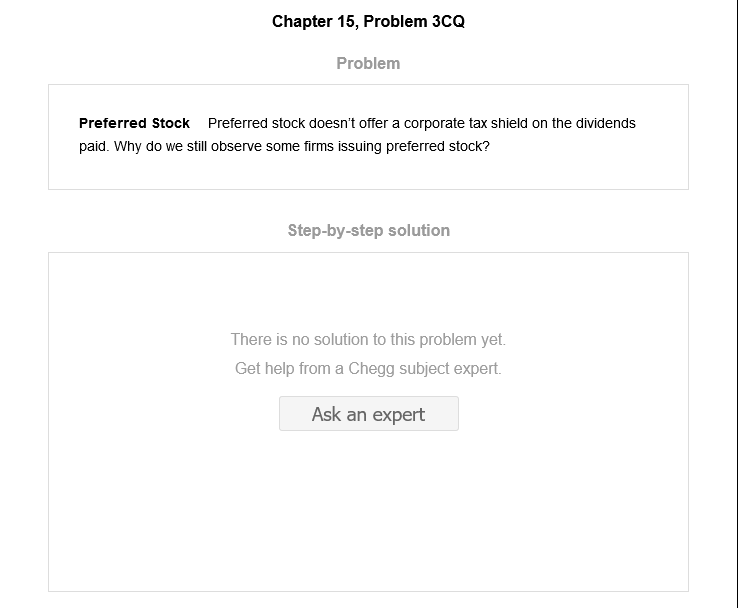 Chapter 15, Problem 3CQ
Problem
Preferred Stock Preferred stock doesn't offer a corporate tax shield on the dividends
paid. Why do we still observe some firms issuing preferred stock?
Step-by-step solution
There is no solution to this problem yet.
Get help from a Chegg subject expert.
Ask an expert